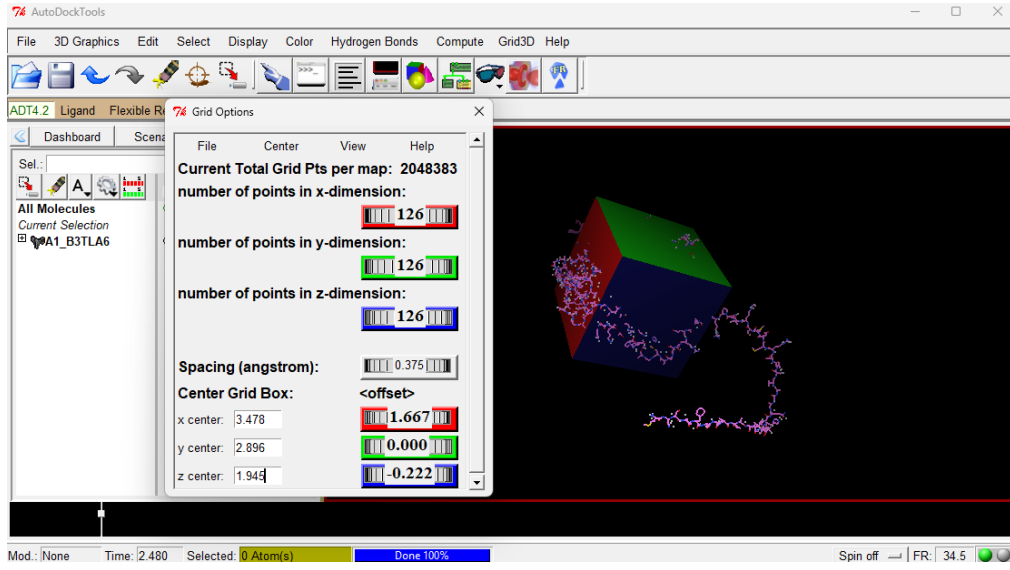 AutoDockTools
File 3D Graphics Edit Select Display Color Hydrogen Bonds Compute Grid3D Help
ADT4.2 Ligand Flexible Re
Dashboard Scena
Sel.:
A
All Molecules
Current Selection
A1_B3TLA6
Grid Options
File Center View Help
Current Total Grid Pts per map: 2048383
number of points in x-dimension:
126
number of points in y-dimension:
126
number of points in z-dimension:
126
Spacing (angstrom): 0.375
Center Grid Box: <offset>
x center: 3.478 1.667
y center: 2.896 0.000
z center: 1.945 -0.222
Mod.: None Time: 2.480 Selected: 0 Atom(s) Done 100% Spin off FR: 34.5